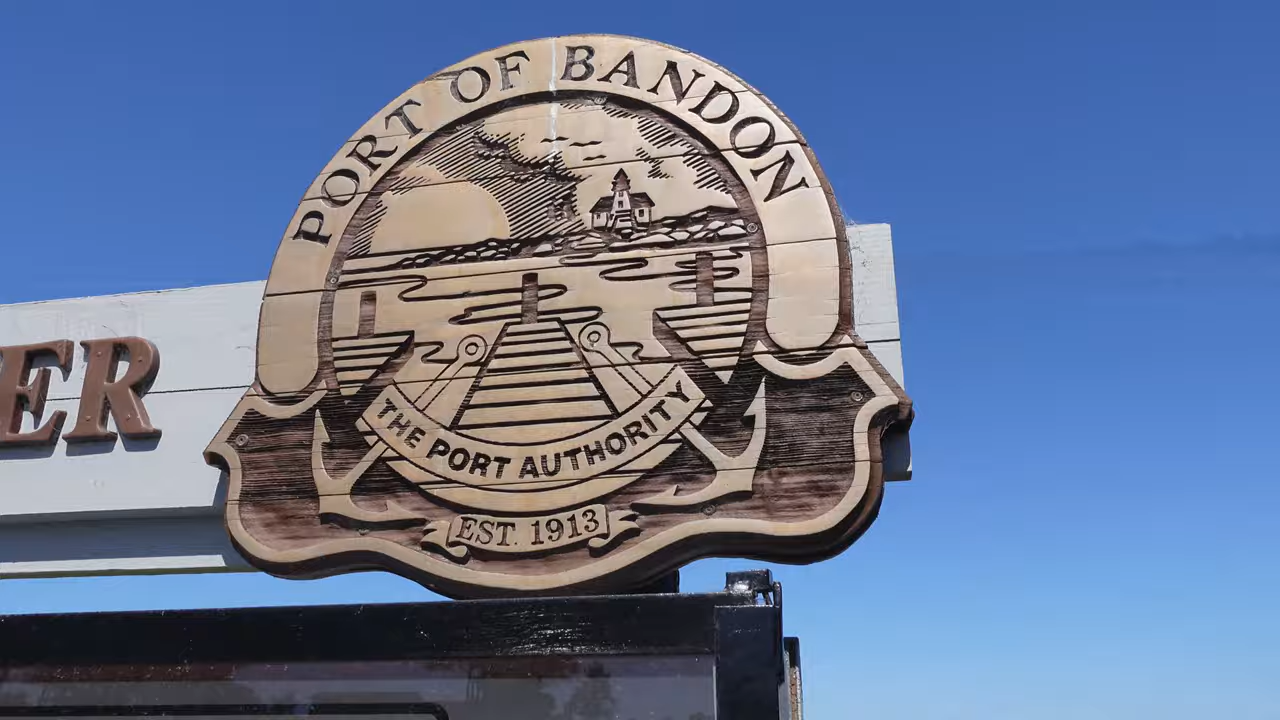 PORT OF BANDON
THE PORT AUTHORITY
EST. 1913
ER